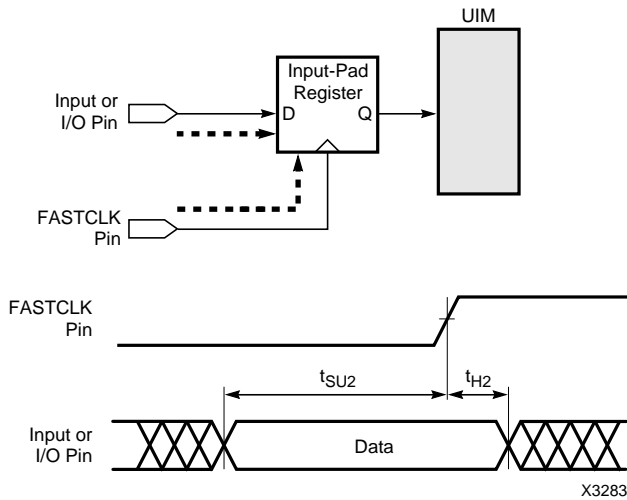 UIM
Input-Pad
Register
Input or
I/O Pin
D
Q
FASTCLK
Pin
FASTCLK
Pin
tSU2
tH2
Input or
I/O Pin
Data
X3283